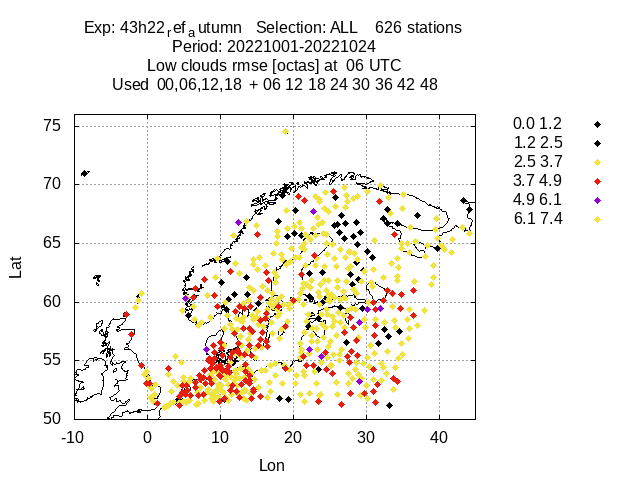 Exp: 43h22ref_autumn Selection: ALL 626 stations
Period: 20221001-20221024
Low clouds rmse [octas] at 06 UTC
Used 00,06,12,18 + 06 12 18 24 30 36 42 48
75
70
65
60
55
50
Lat
-10 0 10 20 30 40
Lon
0.0 1.2
1.2 2.5
2.5 3.7
3.7 4.9
4.9 6.1
6.1 7.4